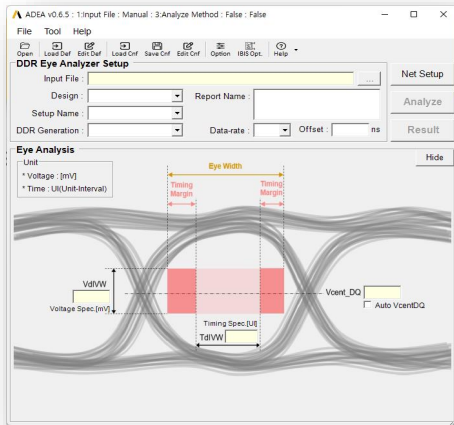 ADEA v0.6.5 : 1:Input File : Manual : 3:Analyze Method : False : False
File Tool Help
Open Load Def Edit Def Load Cnf Save Cnf Edit Cnf Option IBIS Opt. Help
DDR Eye Analyzer Setup
Input File : ...
Net Setup
Design : Report Name :
Analyze
Setup Name :
DDR Generation : Data-rate : Offset : ns
Result
Eye Analysis
Hide
Unit
* Voltage : [mV]
* Time : UI(Unit-Interval)
Eye Width
Timing Margin
Timing Margin
VdIVW
Voltage Spec.[mV]
Vcent_DQ
Auto VcentDQ
Timing Spec.[UI]
TdIVW